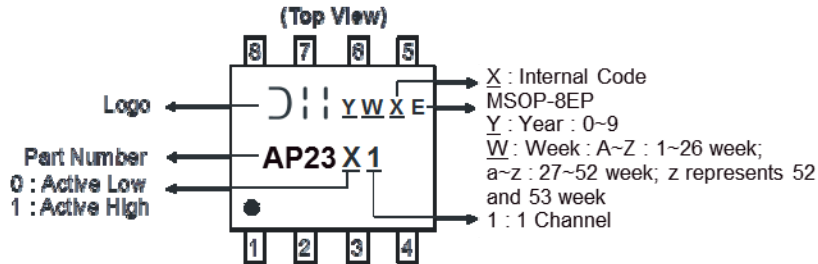 (Top View)
8 7 6 5
Logo
Y W X E
X : Internal Code
MSOP-8EP
Y : Year : 0~9
W : Week : A~Z : 1~26 week;
a~z : 27~52 week; z represents 52
and 53 week
1 : 1 Channel
Part Number
AP23 X 1
0 : Active Low
1 : Active High
1 2 3 4